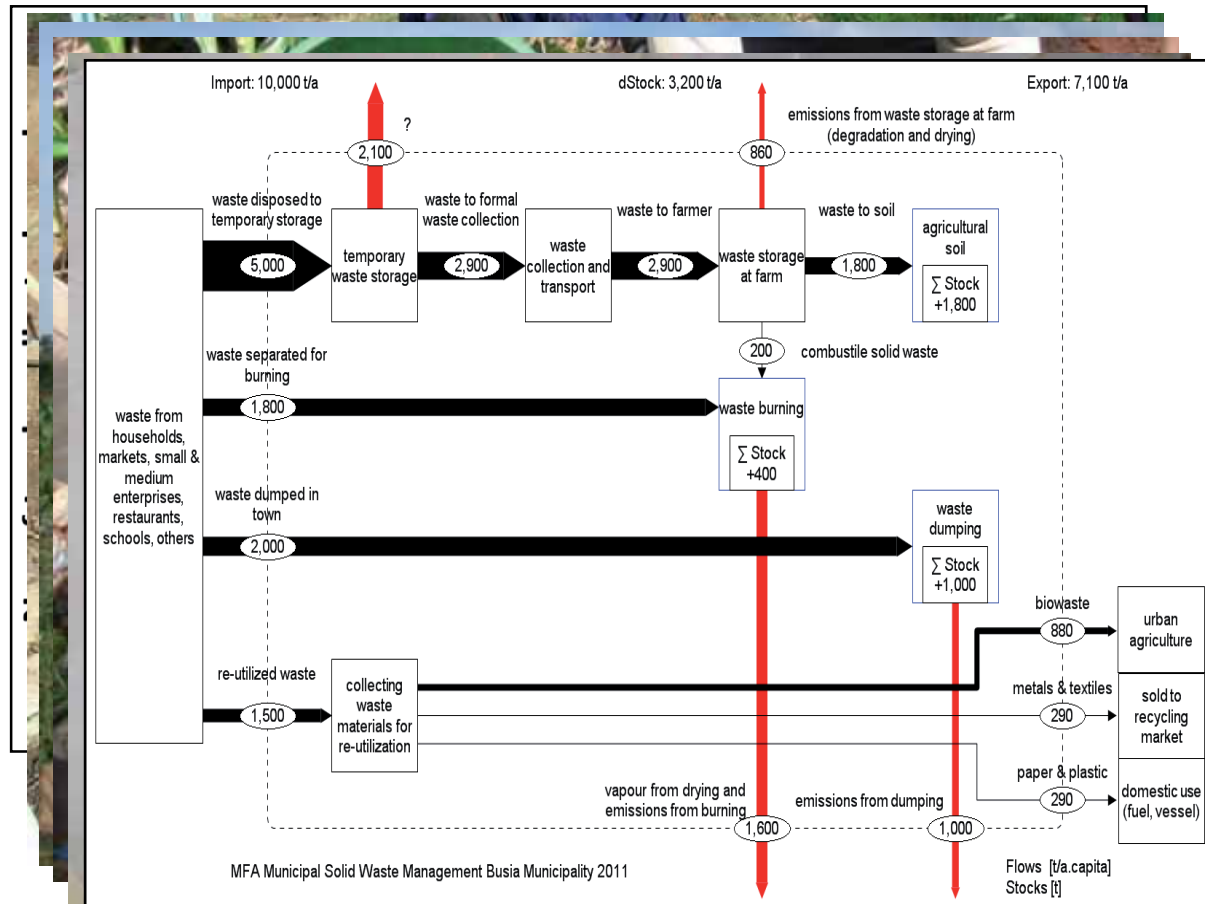 Import: 10,000 t/a
dStock: 3,200 t/a
Export: 7,100 t/a
?
2,100
860
emissions from waste storage at farm
(degradation and drying)
waste disposed to
temporary storage
5,000
temporary
waste storage
waste to formal
waste collection
2,900
waste
collection and
transport
waste to farmer
2,900
waste storage
at farm
waste to soil
1,800
agricultural
soil
∑ Stock
+1,800
200
combustile solid waste
waste separated for
burning
1,800
waste burning
∑ Stock
+400
waste from
households,
markets, small &
medium
enterprises,
restaurants,
schools, others
waste dumped in
town
2,000
waste
dumping
∑ Stock
+1,000
biowaste
880
urban
agriculture
re-utilized waste
1,500
collecting
waste
materials for
re-utilization
metals & textiles
290
sold to
recycling
market
paper & plastic
290
domestic use
(fuel, vessel)
vapour from drying and
emissions from burning
1,600
emissions from dumping
1,000
MFA Municipal Solid Waste Management Busia Municipality 2011
Flows [t/a.capita]
Stocks [t]